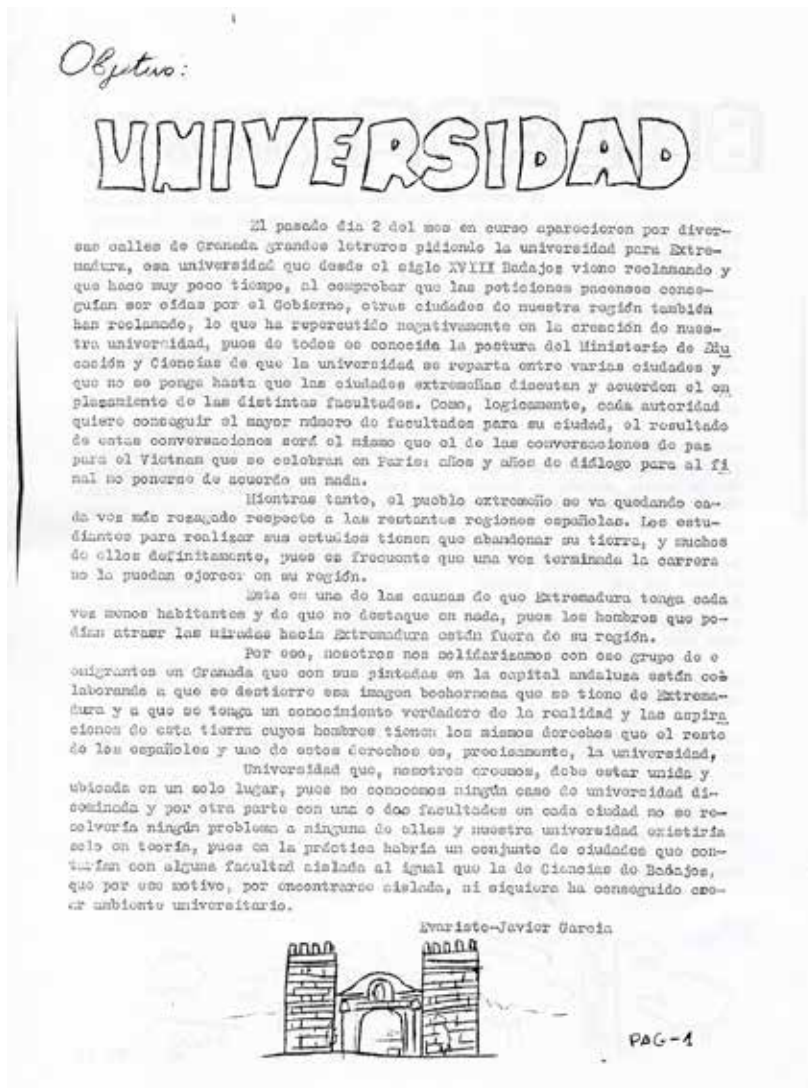 Objetivo:
UNIVERSIDAD
El pasado dia 2 del mes en curso aparecieron por diver-
sas calles de Granada grandes letreros pidiendo la universidad para Extre-
madura, esa universidad que desde el siglo XVIII Badajoz viene reclamando y
que hace muy poco tiempo, al comprobar que las peticiones pacenses conse-
guían ser oídas por el Gobierno, otras ciudades de nuestra región también
han reclamado, lo que ha repercutido negativamente en la creación de nues-
tra universidad, pues de todos es conocida la postura del Ministerio de Edu
cación y Ciencias de que la universidad se reparta entre varias ciudades y
que no se ponga hasta que las ciudades extremeñas discutan y acuerden el em
plazamiento de las distintas facultades. Como, logicamente, cada autoridad
quiere conseguir el mayor número de facultades para su ciudad, el resultado
de estas conversaciones será el mismo que el de las conversaciones de paz
para el Vietnam que se celebran en Paris: años y años de diálogo para al fi
nal no ponerse de acuerdo en nada.
Mientras tanto, el pueblo extremeño se va quedando ca-
da vez más rezagado respecto a las restantes regiones españolas. Los estu-
diantes para realizar sus estudios tienen que abandonar su tierra, y muchos
de ellos definitamente, pues es frecuente que una vez terminada la carrera
no la puedan ejercer en su región.
Esta es una de las causas de que Extremadura tenga cada
vez menos habitantes y de que no destaque en nada, pues los hombres que po-
dían atraer las miradas hacia Extremadura están fuera de su región.
Por eso, nosotros nos solidarizamos con ese grupo de e
emigrantes en Granada que con sus pintadas en la capital andaluza están co
laborando a que se destierre esa imagen bochornosa que se tiene de Extrema-
dura y a que se tenga un conocimiento verdadero de la realidad y las aspira
ciones de esta tierra cuyos hombres tienen los mismos derechos que el resto
de los españoles y uno de estos derechos es, precisamente, la universidad,
Universidad que, nosotros creemos, debe estar unida y
ubicada en un solo lugar, pues no conocemos ningún caso de universidad di-
seminada y por otra parte con una o dos facultades en cada ciudad no se re-
solvería ningún problema a ninguna de ellas y nuestra universidad existiría
solo en teoría, pues en la práctica habría un conjunto de ciudades que con-
tarían con alguna facultad aislada al igual que la de Ciencias de Badajoz,
que por ese motivo, por encontrarse aislada, ni siquiera ha conseguido cre-
ar ambiente universitario.
Evaristo-Javier Garcia
PAG-1